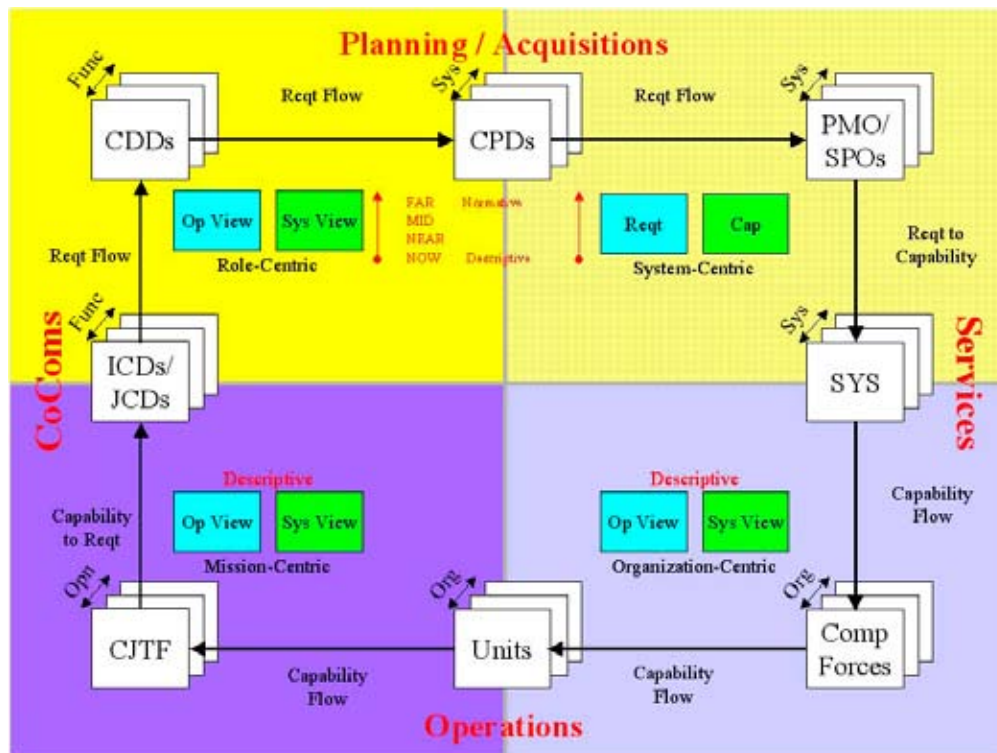 Planning / Acquisitions
Func
CDDs
Reqt Flow
Sys
CPDs
Reqt Flow
Sys
PMO/
SPOs
Op View
Sys View
Role-Centric
FAR Normative
MID
NEAR
NOW Descriptive
Reqt
Cap
System-Centric
Reqt Flow
Reqt to
Capability
Func
ICDs/
JCDs
Sys
SYS
CoComs
Services
Descriptive
Op View
Sys View
Mission-Centric
Descriptive
Op View
Sys View
Organization-Centric
Capability
to Reqt
Capability
Flow
Opn
CJTF
Org
Units
Org
Comp
Forces
Capability
Flow
Capability
Flow
Operations